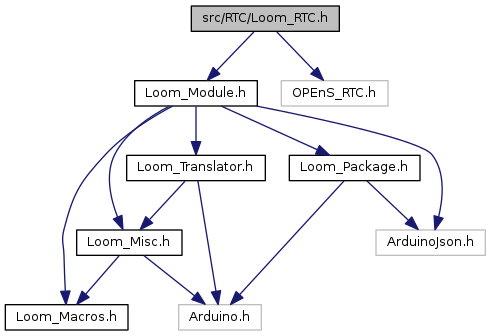 src/RTC/Loom_RTC.h
Loom_Module.h
OPEnS_RTC.h
Loom_Translator.h
Loom_Package.h
Loom_Misc.h
ArduinoJson.h
Loom_Macros.h
Arduino.h